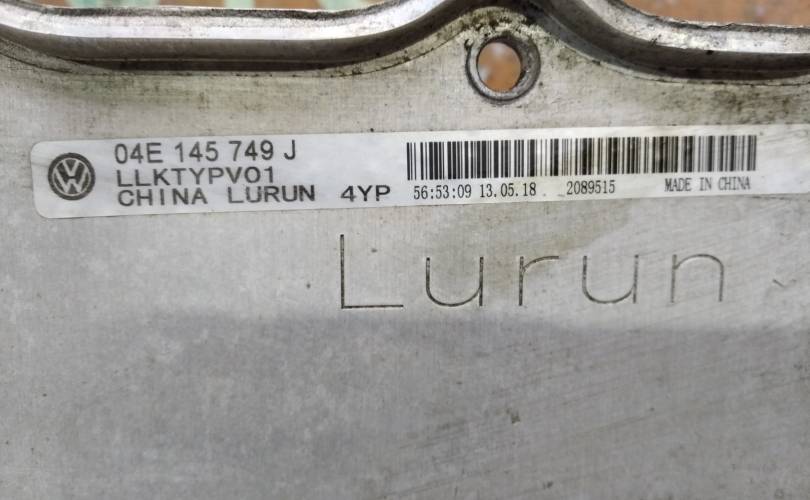 04E 145 749 J
LLKTYPV01
CHINA LURUN 4YP
56:53:09 13.05.18 2089515 MADE IN CHINA
Lurun